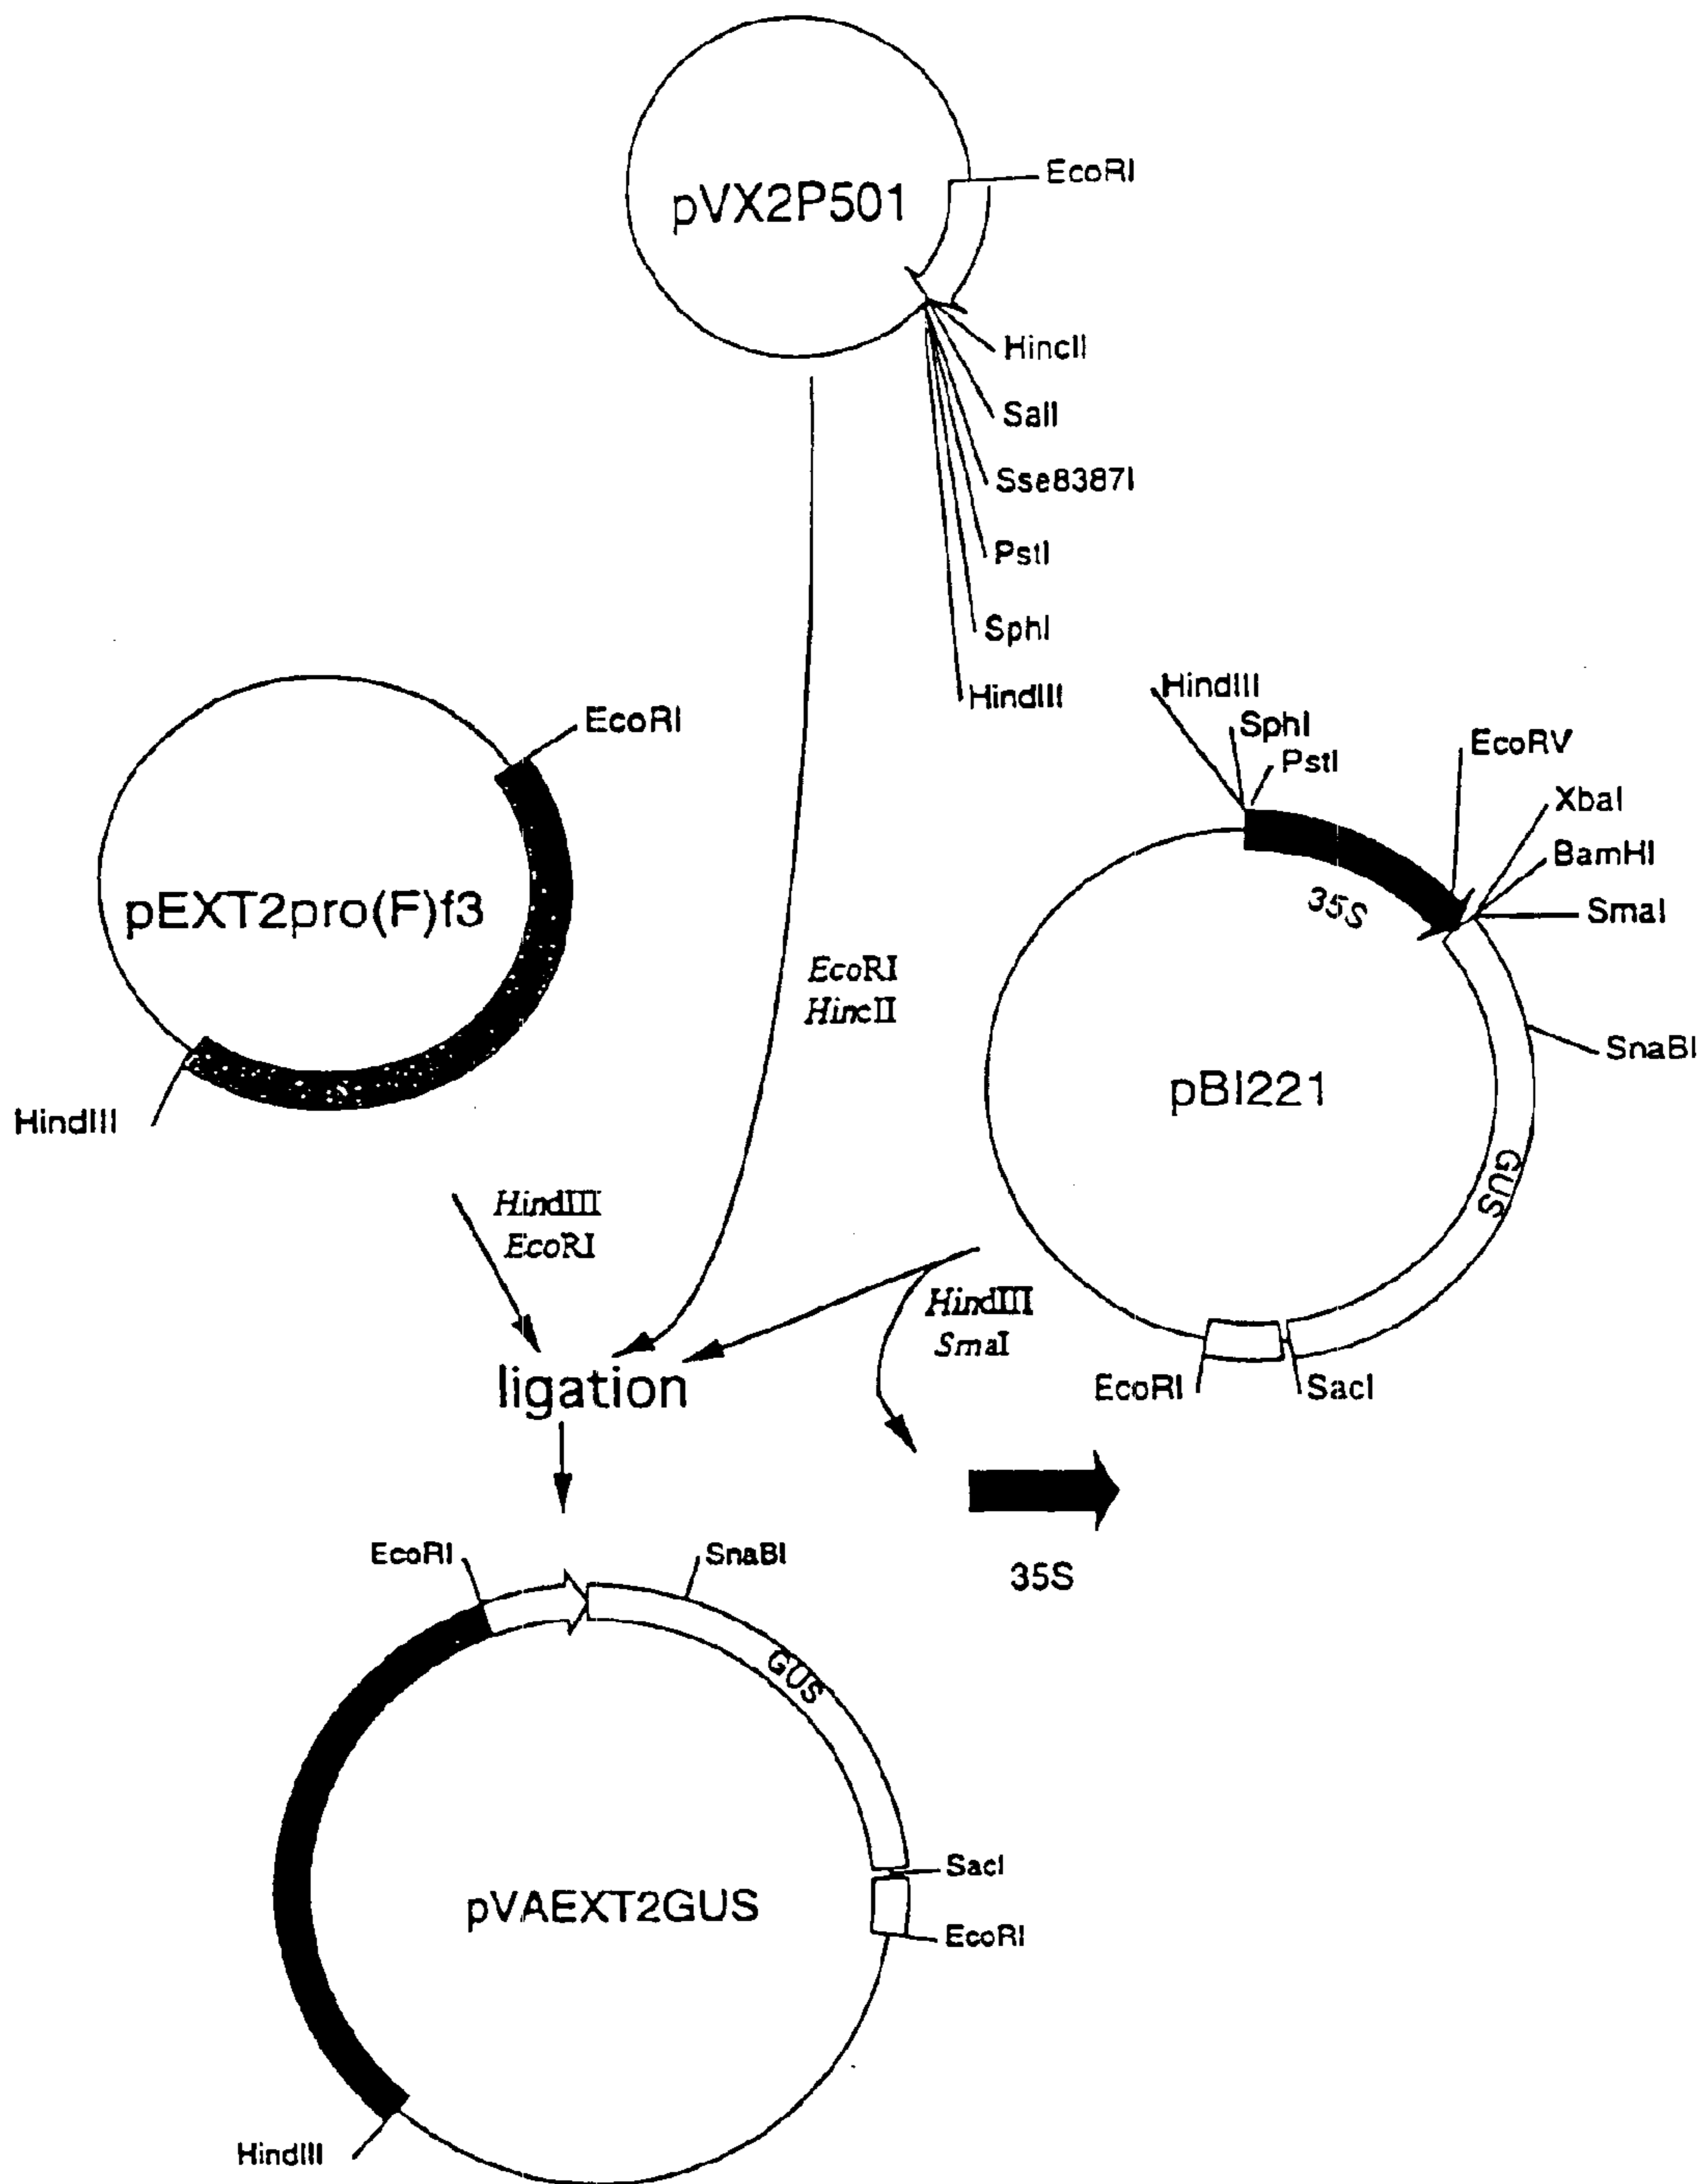 pVX2P501
EcoRI
HincII
SalI
Sse8387I
PstI
SphI
HindIII
pEXT2pro(F)f3
EcoRI
HindIII
HindIII
SphI
PstI
EcoRV
XbaI
BamHI
SmaI
35S
SnaBI
pBI221
GUS
EcoRI
SacI
EcoRI
HincII
HindIII
EcoRI
HindIII
SmaI
ligation
35S
EcoRI
SnaBI
GUS
SacI
pVAEXT2GUS
EcoRI
HindIII